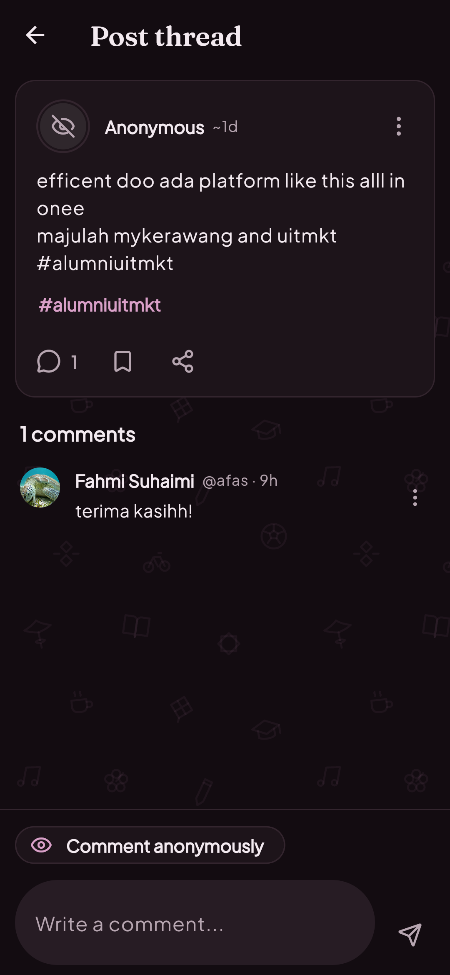 Post thread
Anonymous ~1d
efficent doo ada platform like this alll in
onee
majulah mykerawang and uitmkt
#alumniuitmkt
#alumniuitmkt
1
1 comments
Fahmi Suhaimi @afas · 9h
terima kasihh!
Comment anonymously
Write a comment...